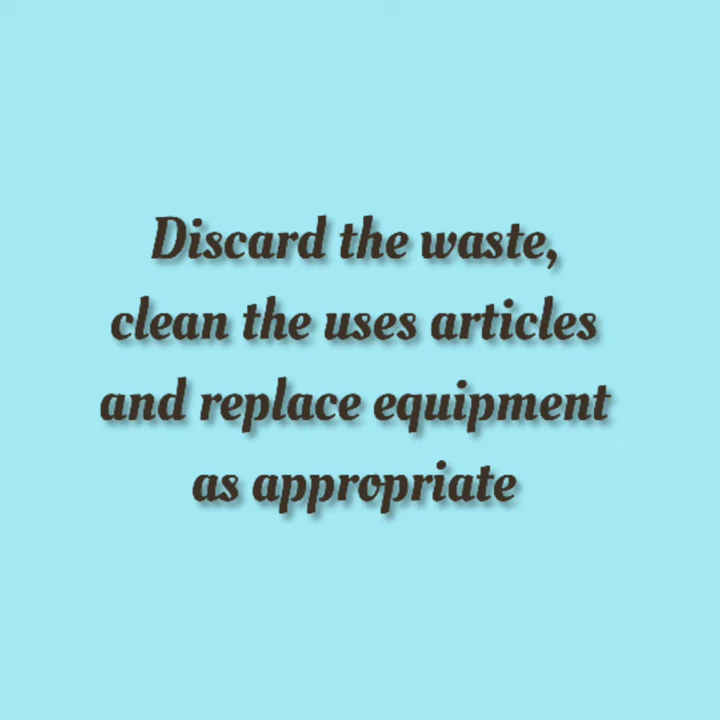 Discard the waste,
clean the uses articles
and replace equipment
as appropriate